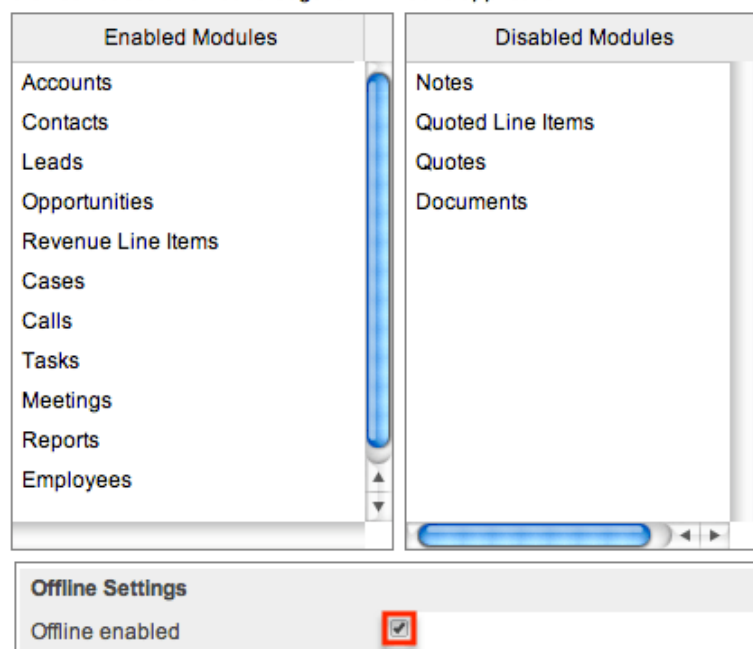 Enabled Modules
Accounts
Contacts
Leads
Opportunities
Revenue Line Items
Cases
Calls
Tasks
Meetings
Reports
Employees
Disabled Modules
Notes
Quoted Line Items
Quotes
Documents
Offline Settings
Offline enabled